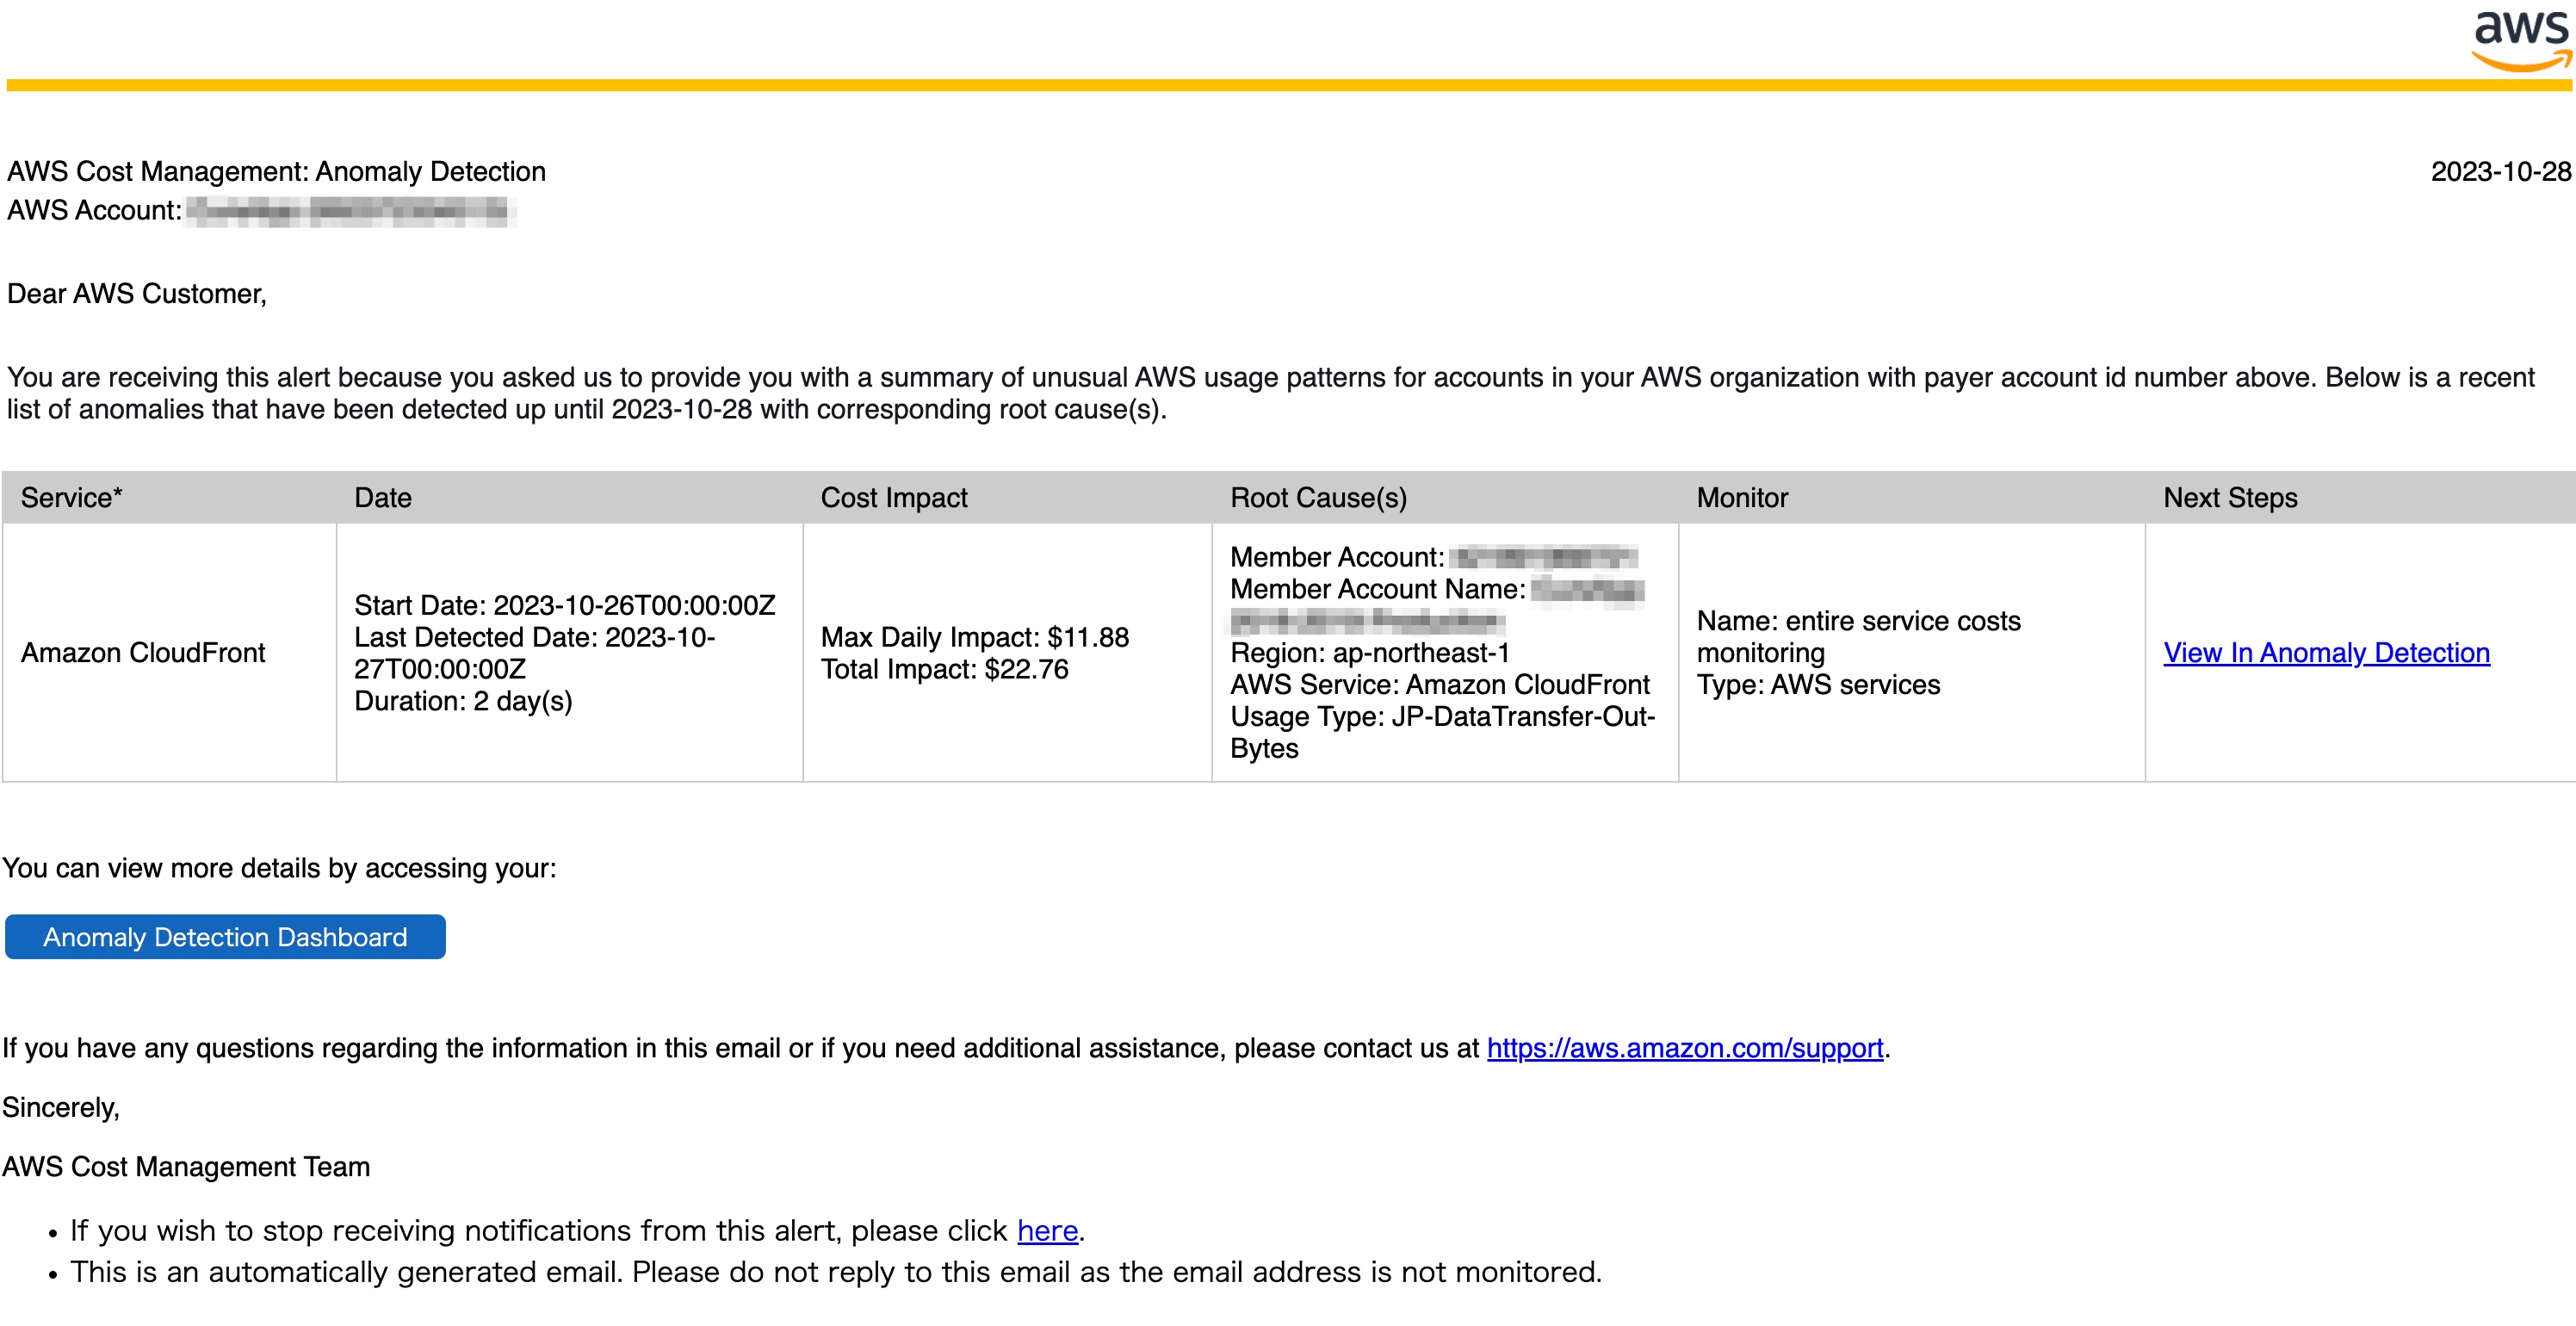 aws
AWS Cost Management: Anomaly Detection
2023-10-28
AWS Account:
Dear AWS Customer,
You are receiving this alert because you asked us to provide you with a summary of unusual AWS usage patterns for accounts in your AWS organization with payer account id number above. Below is a recent
list of anomalies that have been detected up until 2023-10-28 with corresponding root cause(s).
Service*
Date
Cost Impact
Root Cause(s)
Monitor
Next Steps
Amazon CloudFront
Start Date: 2023-10-26T00:00:00Z
Last Detected Date: 2023-10-
27T00:00:00Z
Duration: 2 day(s)
Max Daily Impact: $11.88
Total Impact: $22.76
Member Account:
Member Account Name:
Region: ap-northeast-1
AWS Service: Amazon CloudFront
Usage Type: JP-DataTransfer-Out-
Bytes
Name: entire service costs
monitoring
Type: AWS services
View In Anomaly Detection
You can view more details by accessing your:
Anomaly Detection Dashboard
If you have any questions regarding the information in this email or if you need additional assistance, please contact us at https://aws.amazon.com/support.
Sincerely,
AWS Cost Management Team
• If you wish to stop receiving notifications from this alert, please click here.
• This is an automatically generated email. Please do not reply to this email as the email address is not monitored.